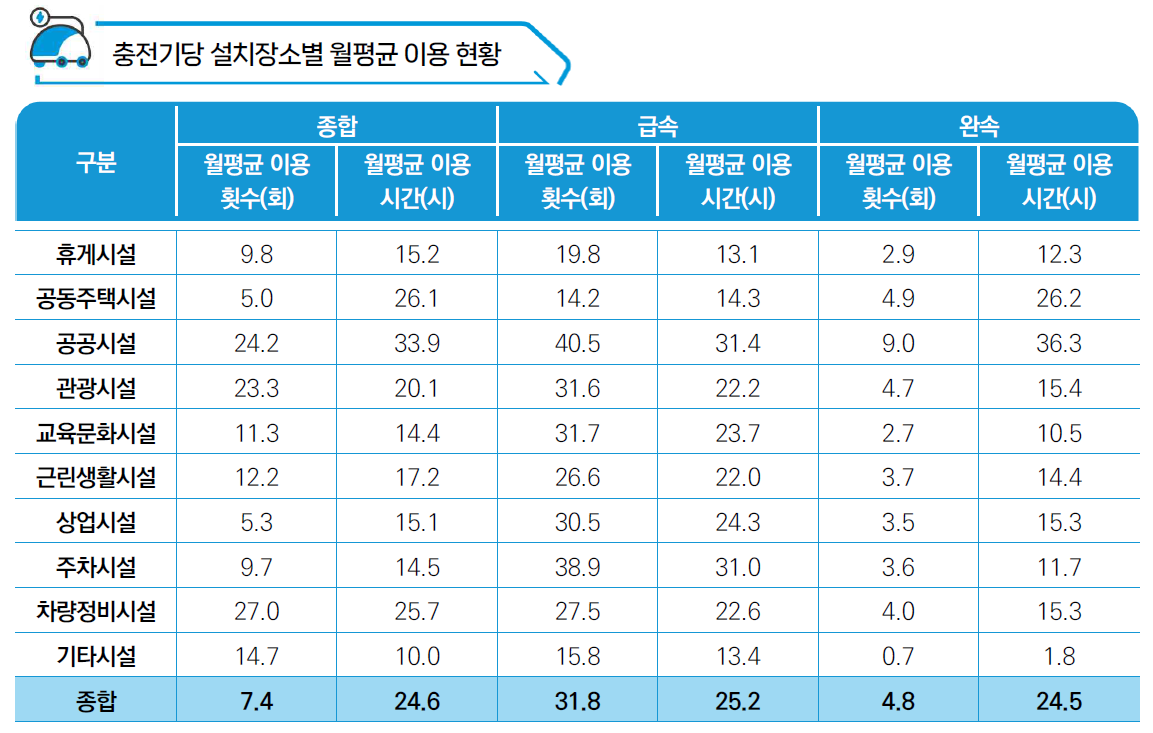 충전기당 설치장소별 월평균 이용 현황
구분 종합 급속 완속
월평균 이용 월평균 이용 월평균 이용 월평균 이용 월평균 이용 월평균 이용
횟수(회) 시간(시) 횟수(회) 시간(시) 횟수(회) 시간(시)
휴게시설 9.8 15.2 19.8 13.1 2.9 12.3
공동주택시설 5.0 26.1 14.2 14.3 4.9 26.2
공공시설 24.2 33.9 40.5 31.4 9.0 36.3
관광시설 23.3 20.1 31.6 22.2 4.7 15.4
교육문화시설 11.3 14.4 31.7 23.7 2.7 10.5
근린생활시설 12.2 17.2 26.6 22.0 3.7 14.4
상업시설 5.3 15.1 30.5 24.3 3.5 15.3
주차시설 9.7 14.5 38.9 31.0 3.6 11.7
차량정비시설 27.0 25.7 27.5 22.6 4.0 15.3
기타시설 14.7 10.0 15.8 13.4 0.7 1.8
종합 7.4 24.6 31.8 25.2 4.8 24.5